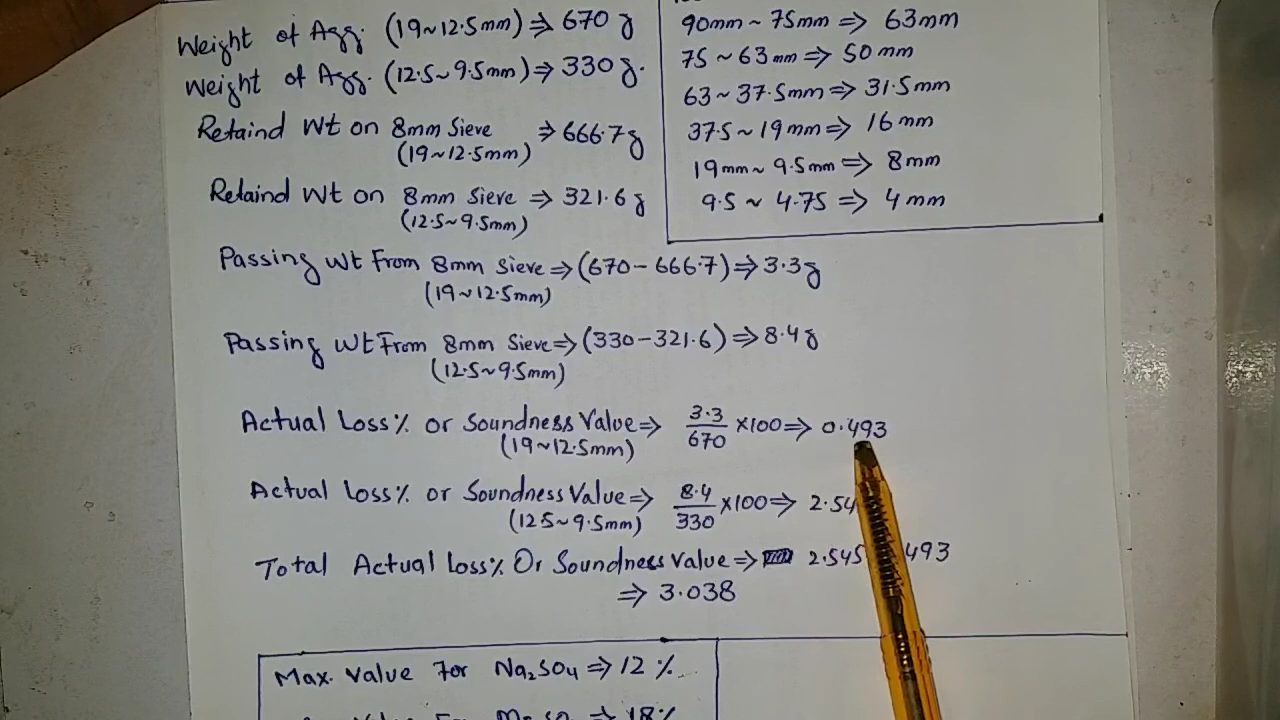 Weight of Agg. (19~12.5mm) ⇒ 670 g
Weight of Agg. (12.5~9.5mm) ⇒ 330 g.
Retaind Wt on 8mm Sieve ⇒ 666.7 g
(19~12.5mm)
Retaind Wt on 8mm Sieve ⇒ 321.6 g
(12.5~9.5mm)
90mm ~ 75mm ⇒ 63mm
75 ~ 63 mm ⇒ 50 mm
63 ~ 37.5mm ⇒ 31.5mm
37.5 ~ 19mm ⇒ 16 mm
19mm ~ 9.5mm ⇒ 8mm
9.5 ~ 4.75 ⇒ 4 mm
Passing Wt From 8mm Sieve ⇒ (670 - 666.7) ⇒ 3.3 g
(19~12.5mm)
Passing Wt From 8mm Sieve ⇒ (330 - 321.6) ⇒ 8.4 g
(12.5~9.5mm)
Actual Loss% or Soundness Value ⇒ 3.3/670 ×100 ⇒ 0.493
(19~12.5mm)
Actual Loss% or Soundness Value ⇒ 8.4/330 ×100 ⇒ 2.54
(12.5~9.5mm)
Total Actual Loss% Or Soundness Value ⇒ 2.545 493
⇒ 3.038
Max. Value For Na₂SO₄ ⇒ 12 %.
Value For ⇒ 18%